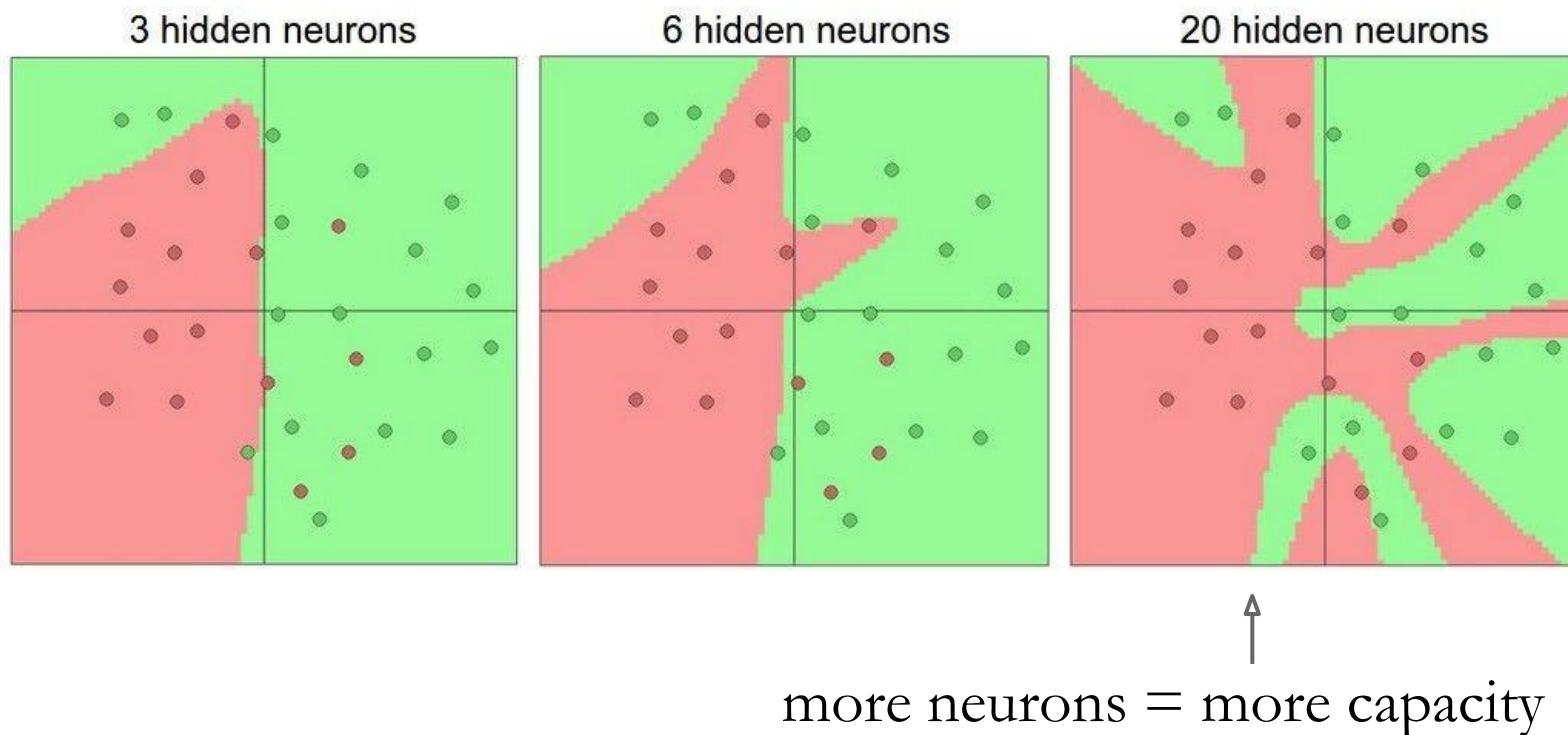 3 hidden neurons
6 hidden neurons
20 hidden neurons
more neurons = more capacity